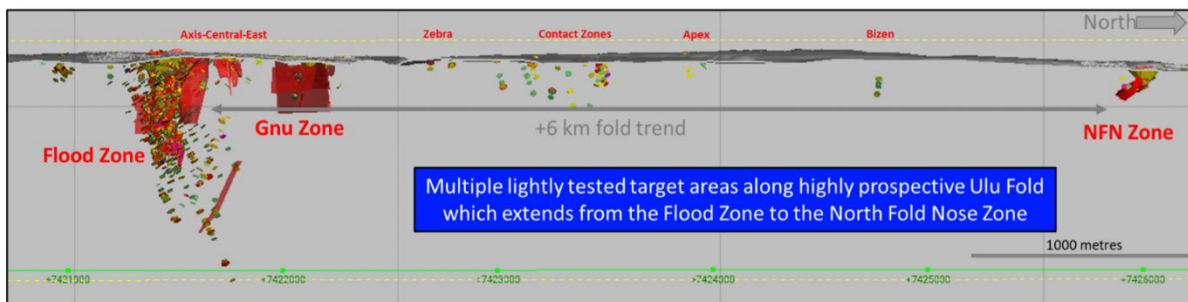 North
Axis-Central-East
Zebra
Contact Zones
Apex
Bizen
+6 km fold trend
Gnu Zone
NFN Zone
Flood Zone
Multiple lightly tested target areas along highly prospective Ulu Fold
which extends from the Flood Zone to the North Fold Nose Zone
1000 metres
+7421000
+7422000
+7423000
+7424000
+7425000
+7426000